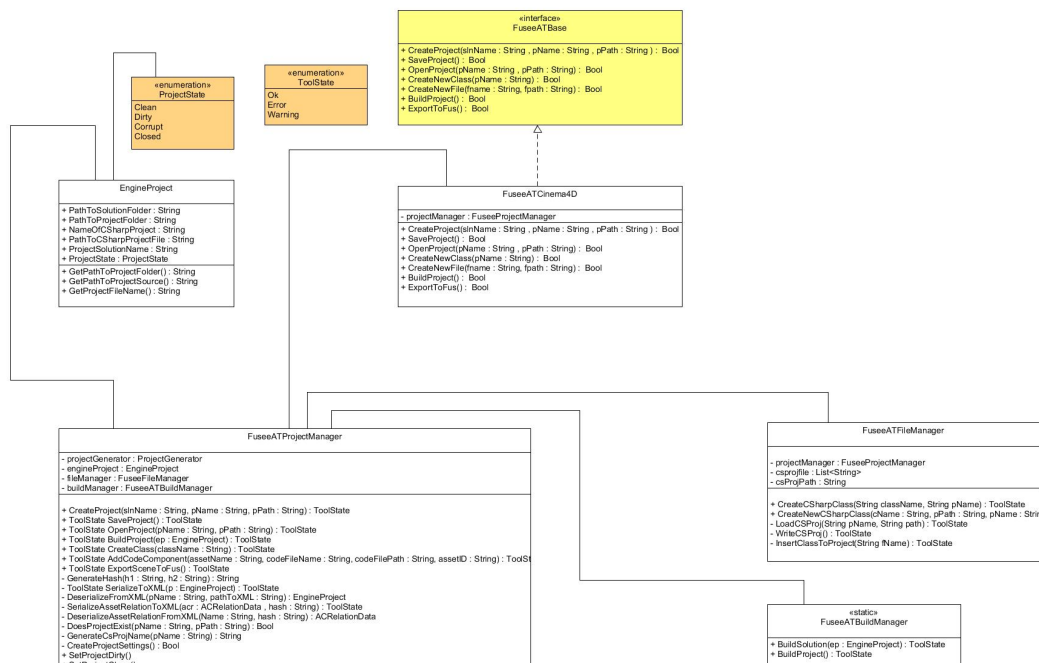 «interface»
FuseeATBase
+ CreateProject(slnName : String , pName : String , pPath : String ) : Bool
+ SaveProject() : Bool
+ OpenProject(pName : String , pPath : String) : Bool
+ CreateNewClass(pName : String) : Bool
+ CreateNewFile(fname : String, fpath : String) : Bool
+ BuildProject() : Bool
+ ExportToFus() : Bool
«enumeration»
ProjectState
Clean
Dirty
Corrupt
Closed
«enumeration»
ToolState
Ok
Error
Warning
EngineProject
+ PathToSolutionFolder : String
+ PathToProjectFolder : String
+ NameOfCSharpProject : String
+ PathToCSharpProjectFile : String
+ ProjectSolutionName : String
+ ProjectState : ProjectState
+ GetPathToProjectFolder() : String
+ GetPathToProjectSource() : String
+ GetProjectFileName() : String
FuseeATCinema4D
- projectManager : FuseeProjectManager
+ CreateProject(slnName : String , pName : String , pPath : String ) : Bool
+ SaveProject() : Bool
+ OpenProject(pName : String , pPath : String) : Bool
+ CreateNewClass(pName : String) : Bool
+ CreateNewFile(fname : String, fpath : String) : Bool
+ BuildProject() : Bool
+ ExportToFus() : Bool
FuseeATProjectManager
- projectGenerator : ProjectGenerator
- engineProject : EngineProject
- fileManager : FuseeFileManager
- buildManager : FuseeATBuildManager
+ CreateProject(slnName : String, pName : String, pPath : String) : ToolState
+ ToolState SaveProject() : ToolState
+ ToolState OpenProject(pName : String, pPath : String) : ToolState
+ ToolState BuildProject(ep : EngineProject) : ToolState
+ ToolState CreateClass(className : String) : ToolState
+ ToolState AddCodeComponent(assetName : String, codeFileName : String, codeFilePath : String, assetID : String) : ToolSt
+ ToolState ExportSceneToFus() : ToolState
- GenerateHash(h1 : String, h2 : String) : String
- ToolState SerializeToXML(p : EngineProject) : ToolState
- DeserializeFromXML(pName : String, pathToXML : String) : EngineProject
- SerializeAssetRelationToXML(acr : ACRelationData , hash : String) : ToolState
- DeserializeAssetRelationFromXML(Name : String, hash : String) : ACRelationData
- DoesProjectExist(pName : String, pPath : String) : Bool
- GenerateCsProjName(pName : String) : String
- CreateProjectSettings() : Bool
+ SetProjectDirty()
FuseeATFileManager
- projectManager : FuseeProjectManager
- csprojfile : List<String>
- csProjPath : String
+ CreateCSharpClass(String className, String pName) : ToolState
+ CreateNewCSharpClass(cName : String, pPath : String, pName : Strin
- LoadCSProj(String pName, String path) : ToolState
- WriteCSProj() : ToolState
- InsertClassToProject(String fName) : ToolState
«static»
FuseeATBuildManager
+ BuildSolution(ep : EngineProject) : ToolState
+ BuildProject() : ToolState